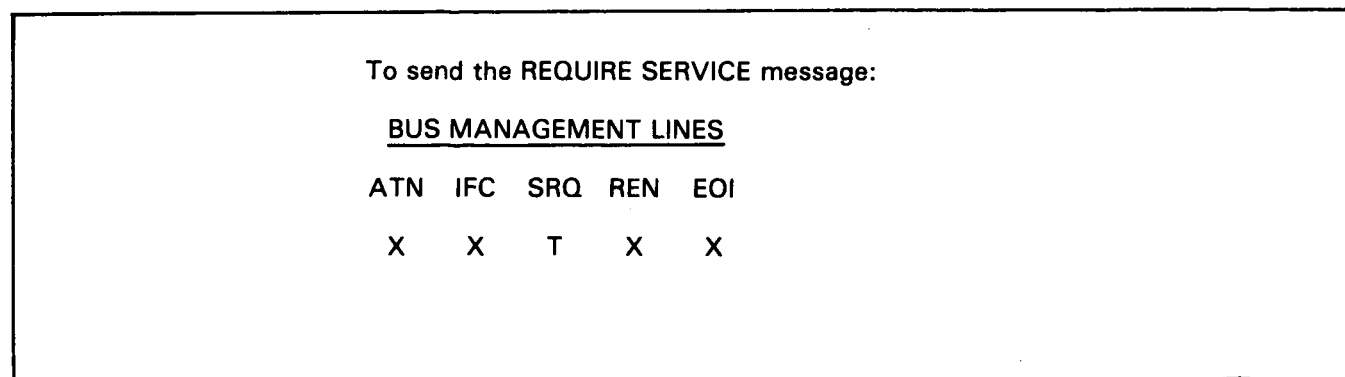 To send the REQUIRE SERVICE message:
BUS MANAGEMENT LINES
ATN IFC SRQ REN EOI
X X T X X